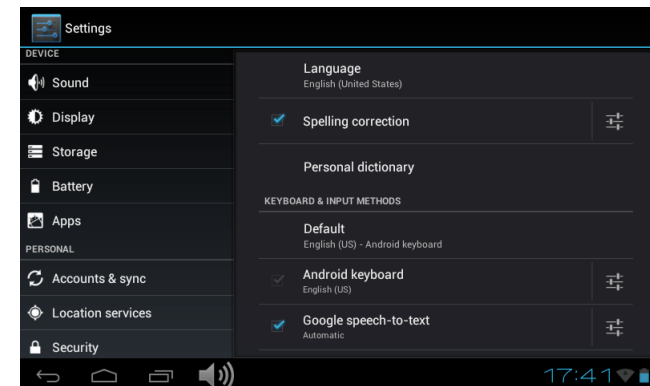 Settings
DEVICE
Sound
Display
Storage
Battery
Apps
PERSONAL
Accounts & sync
Location services
Security
Language
English (United States)
Spelling correction
Personal dictionary
KEYBOARD & INPUT METHODS
Default
English (US) - Android keyboard
Android keyboard
English (US)
Google speech-to-text
Automatic
17:41